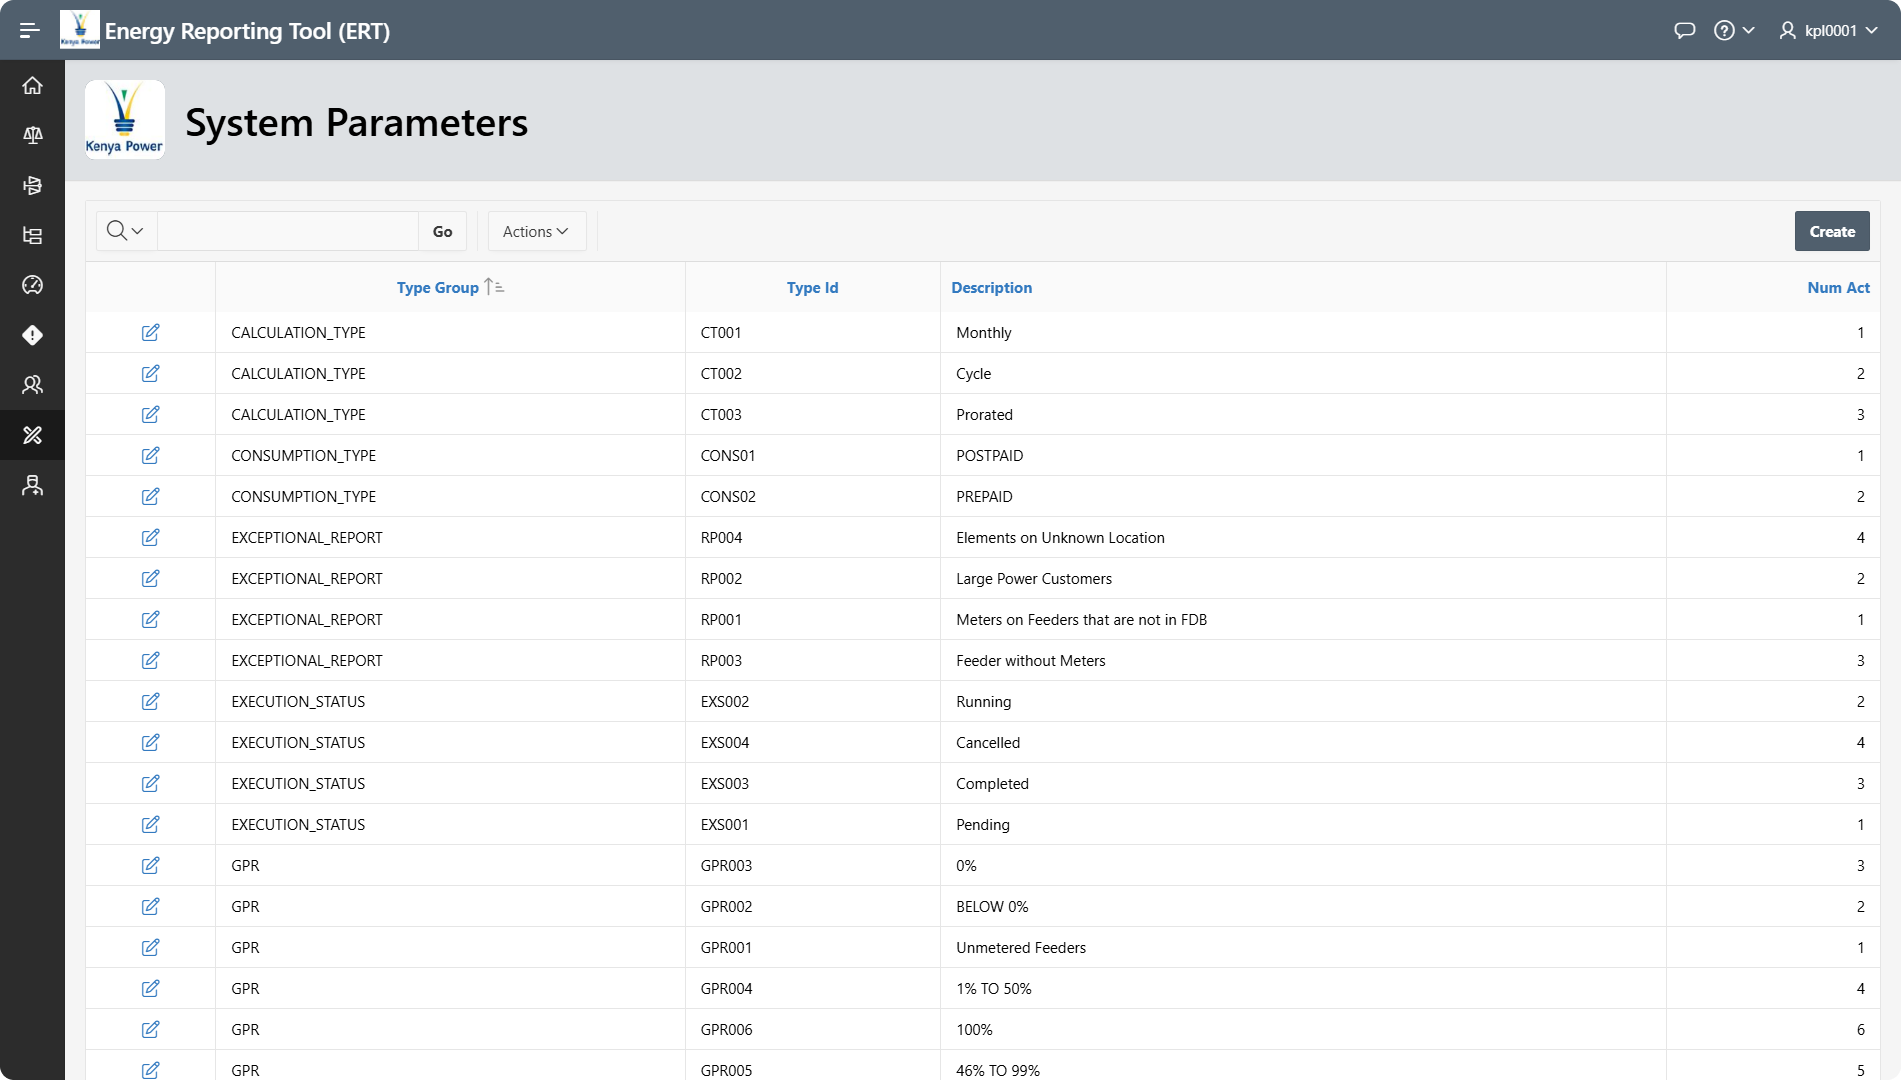 Kenya Power
Energy Reporting Tool (ERT)
kpl0001
Kenya Power
System Parameters
Go
Actions
Create
Type Group Type Id Description Num Act
CALCULATION_TYPE CT001 Monthly 1
CALCULATION_TYPE CT002 Cycle 2
CALCULATION_TYPE CT003 Prorated 3
CONSUMPTION_TYPE CONS01 POSTPAID 1
CONSUMPTION_TYPE CONS02 PREPAID 2
EXCEPTIONAL_REPORT RP004 Elements on Unknown Location 4
EXCEPTIONAL_REPORT RP002 Large Power Customers 2
EXCEPTIONAL_REPORT RP001 Meters on Feeders that are not in FDB 1
EXCEPTIONAL_REPORT RP003 Feeder without Meters 3
EXECUTION_STATUS EXS002 Running 2
EXECUTION_STATUS EXS004 Cancelled 4
EXECUTION_STATUS EXS003 Completed 3
EXECUTION_STATUS EXS001 Pending 1
GPR GPR003 0% 3
GPR GPR002 BELOW 0% 2
GPR GPR001 Unmetered Feeders 1
GPR GPR004 1% TO 50% 4
GPR GPR006 100% 6
GPR GPR005 46% TO 99% 5